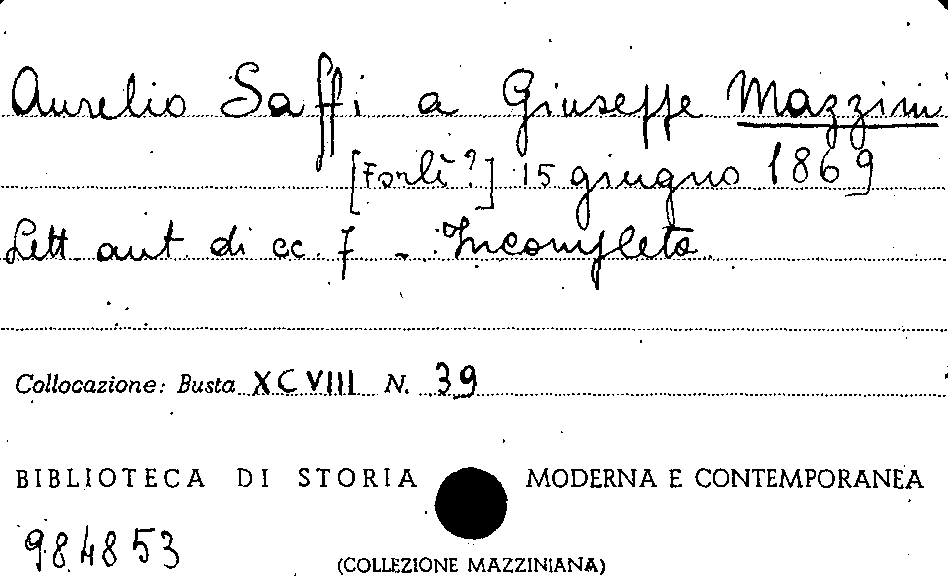 Aurelio Saffi a Giuseppe Mazzini
[Forlì?] 15 giugno 1869
Lett. aut. di cc. 7 - Incompleta
Collocazione: Busta XCVIII N. 39
BIBLIOTECA DI STORIA MODERNA E CONTEMPORANEA
984853
(COLLEZIONE MAZZINIANA)